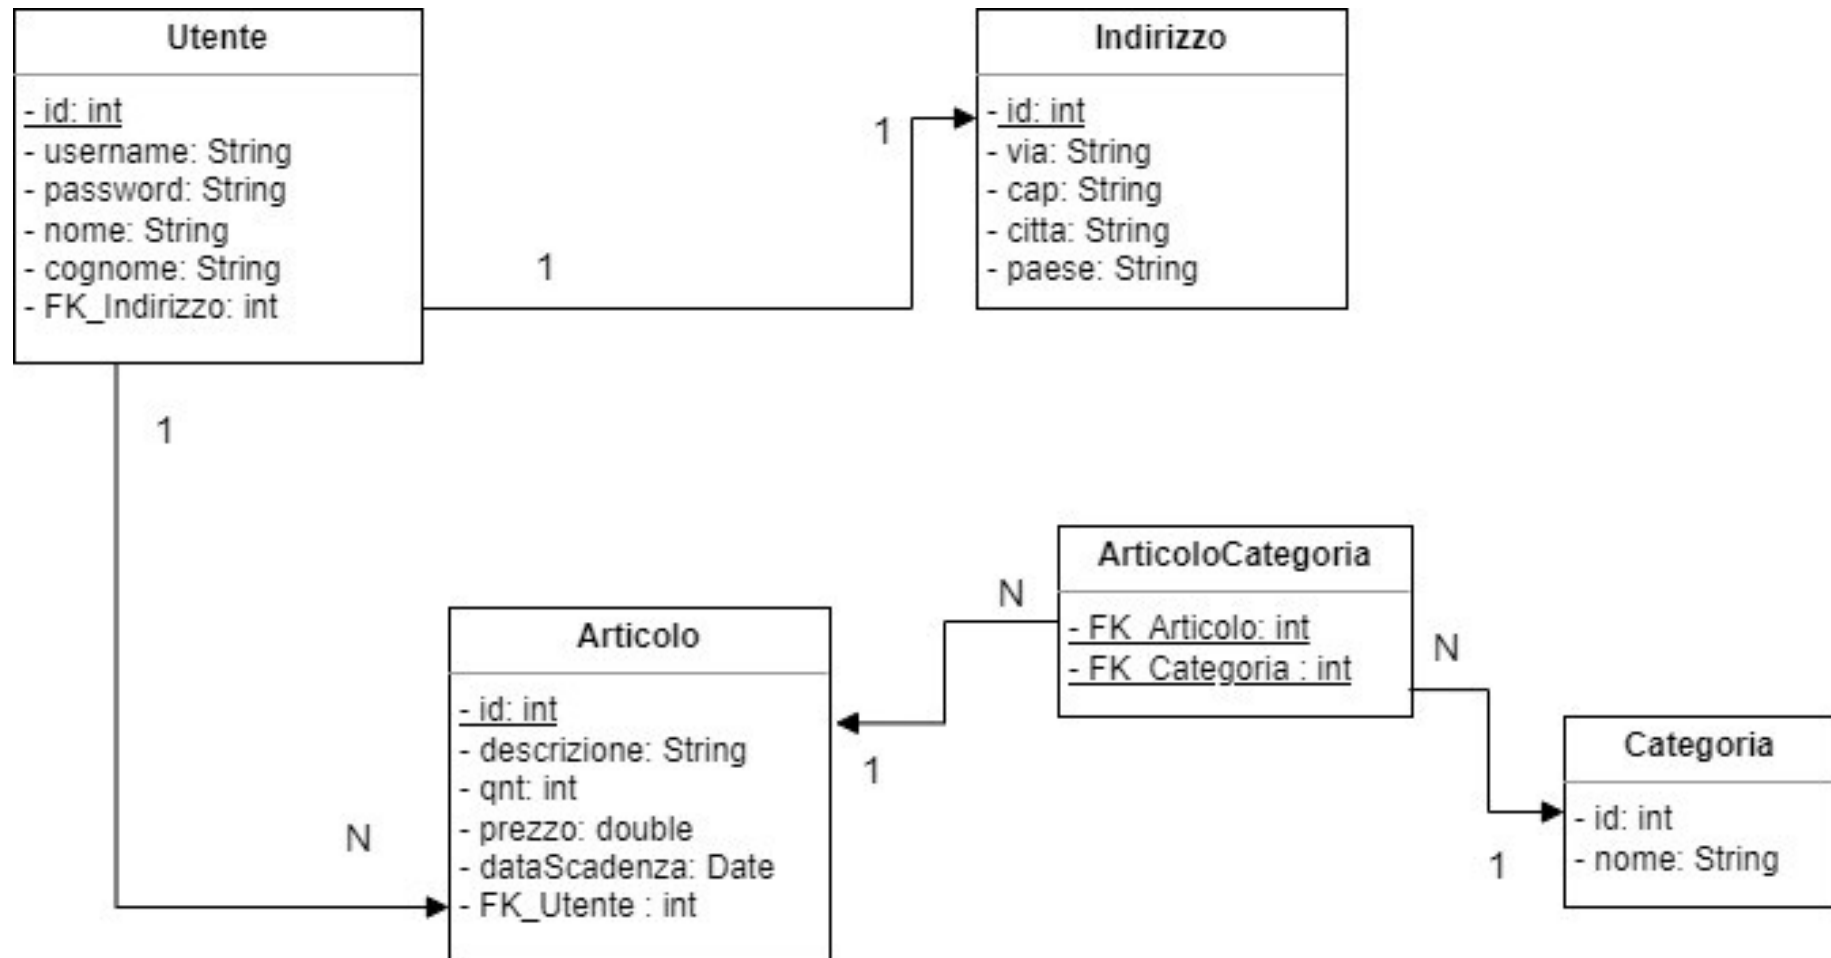 Utente
- id: int
- username: String
- password: String
- nome: String
- cognome: String
- FK_Indirizzo: int
1
1
Indirizzo
- id: int
- via: String
- cap: String
- citta: String
- paese: String
1
N
Articolo
- id: int
- descrizione: String
- qnt: int
- prezzo: double
- dataScadenza: Date
- FK_Utente : int
N
1
ArticoloCategoria
- FK_Articolo: int
- FK_Categoria : int
N
1
Categoria
- id: int
- nome: String